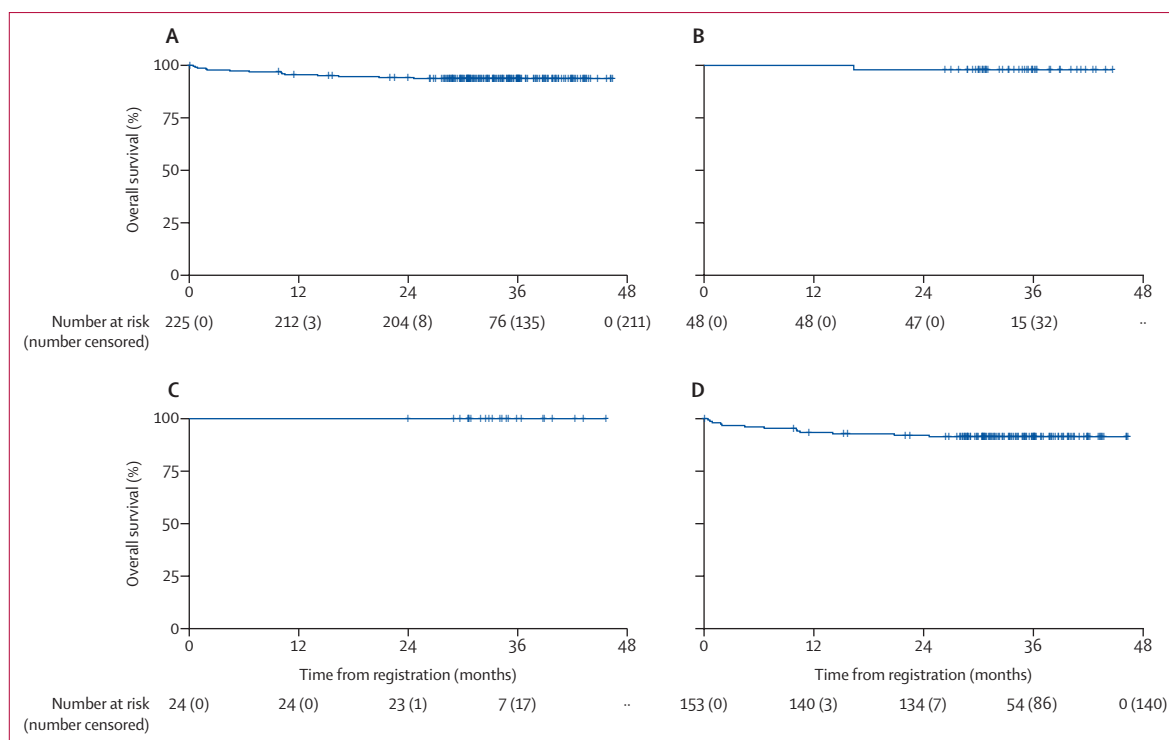 A
B
100
75
50
25
0
Overall survival (%)
0 12 24 36 48
0 12 24 36 48
Number at risk
(number censored)
225 (0) 212 (3) 204 (8) 76 (135) 0 (211)
48 (0) 48 (0) 47 (0) 15 (32) ··
C
D
100
75
50
25
0
Overall survival (%)
0 12 24 36 48
0 12 24 36 48
Time from registration (months)
Time from registration (months)
Number at risk
(number censored)
24 (0) 24 (0) 23 (1) 7 (17) ··
153 (0) 140 (3) 134 (7) 54 (86) 0 (140)